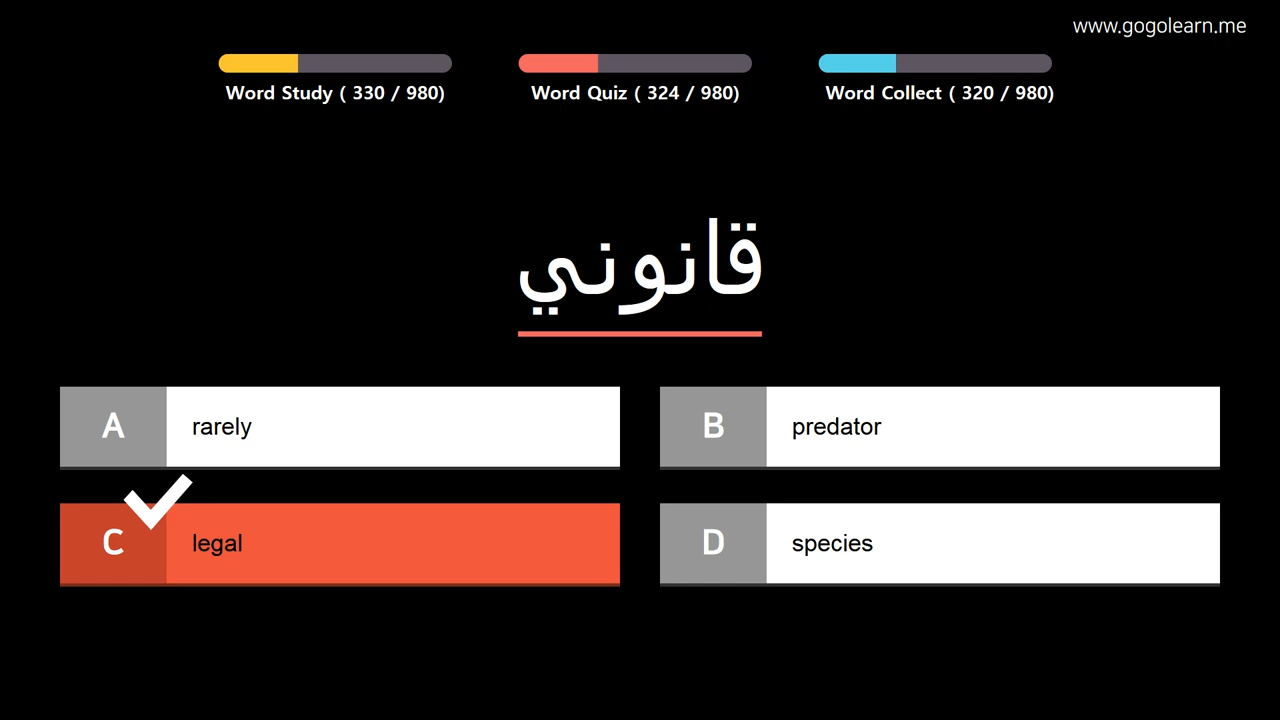 www.gogolearn.me
Word Study ( 330 / 980)
Word Quiz ( 324 / 980)
Word Collect ( 320 / 980)
قانوني
A rarely
B predator
C legal
D species